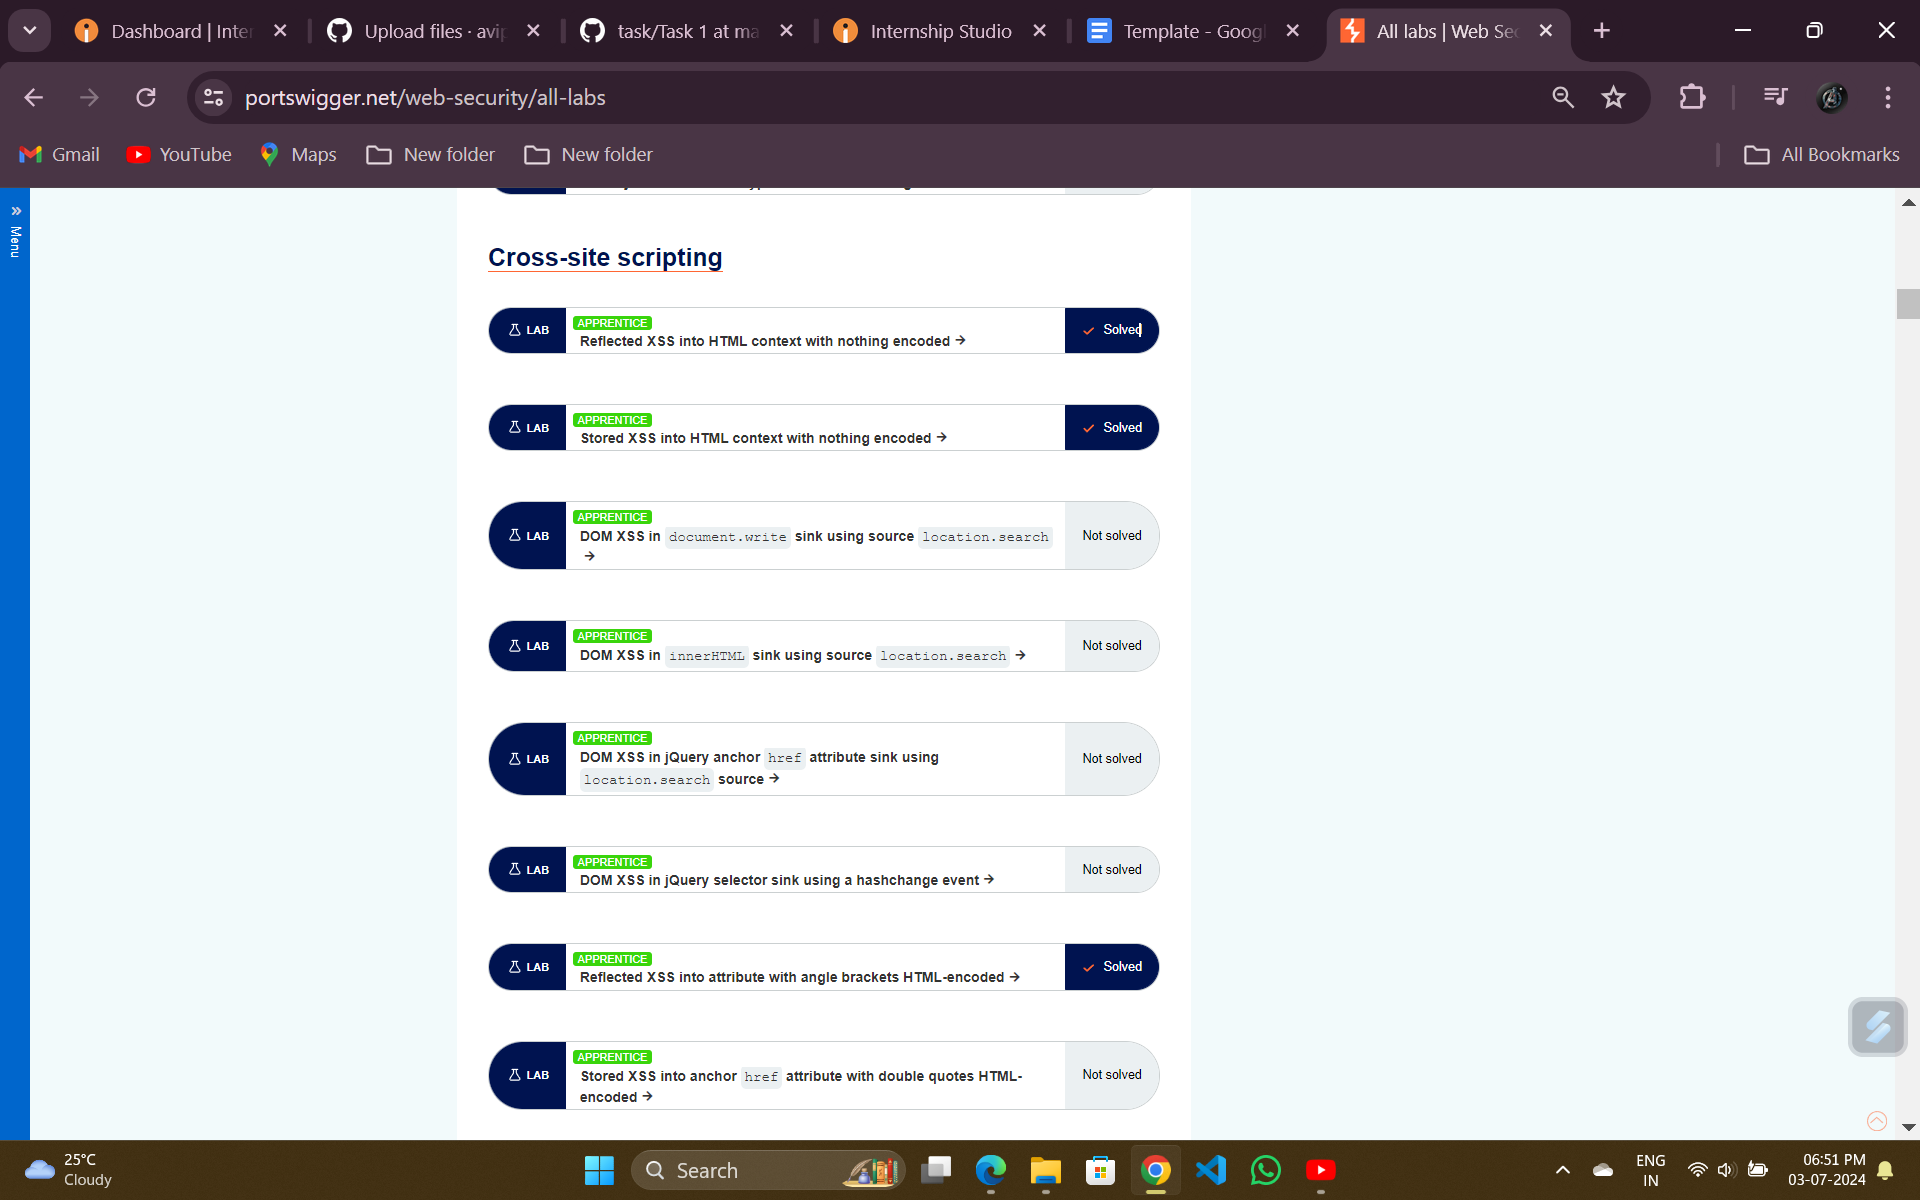 Dashboard | Inter
Upload files · avip
task/Task 1 at ma
Internship Studio
Template - Googl
All labs | Web Sec
portswigger.net/web-security/all-labs
Gmail
YouTube
Maps
New folder
New folder
All Bookmarks
Menu
Cross-site scripting
LAB
APPRENTICE
Reflected XSS into HTML context with nothing encoded →
Solved
LAB
APPRENTICE
Stored XSS into HTML context with nothing encoded →
Solved
LAB
APPRENTICE
DOM XSS in document.write sink using source location.search
→
Not solved
LAB
APPRENTICE
DOM XSS in innerHTML sink using source location.search →
Not solved
LAB
APPRENTICE
DOM XSS in jQuery anchor href attribute sink using
location.search source →
Not solved
LAB
APPRENTICE
DOM XSS in jQuery selector sink using a hashchange event →
Not solved
LAB
APPRENTICE
Reflected XSS into attribute with angle brackets HTML-encoded →
Solved
LAB
APPRENTICE
Stored XSS into anchor href attribute with double quotes HTML-
encoded →
Not solved
25°C
Cloudy
Search
ENG
IN
06:51 PM
03-07-2024